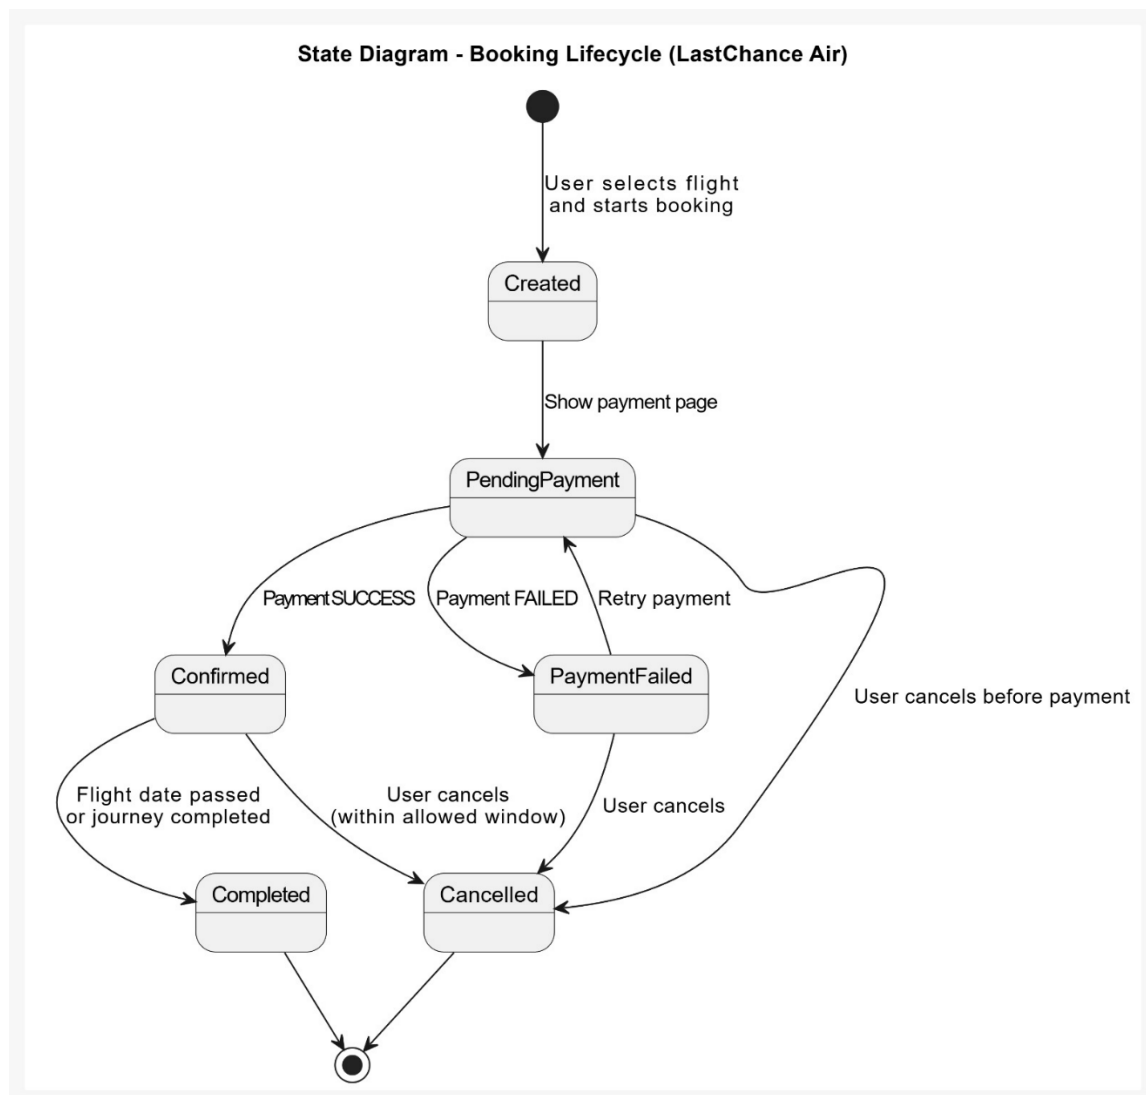 State Diagram - Booking Lifecycle (LastChance Air)
User selects flight
and starts booking
Created
Show payment page
PendingPayment
Payment SUCCESS
Payment FAILED
Retry payment
Confirmed
PaymentFailed
User cancels before payment
Flight date passed
or journey completed
User cancels
(within allowed window)
User cancels
Completed
Cancelled